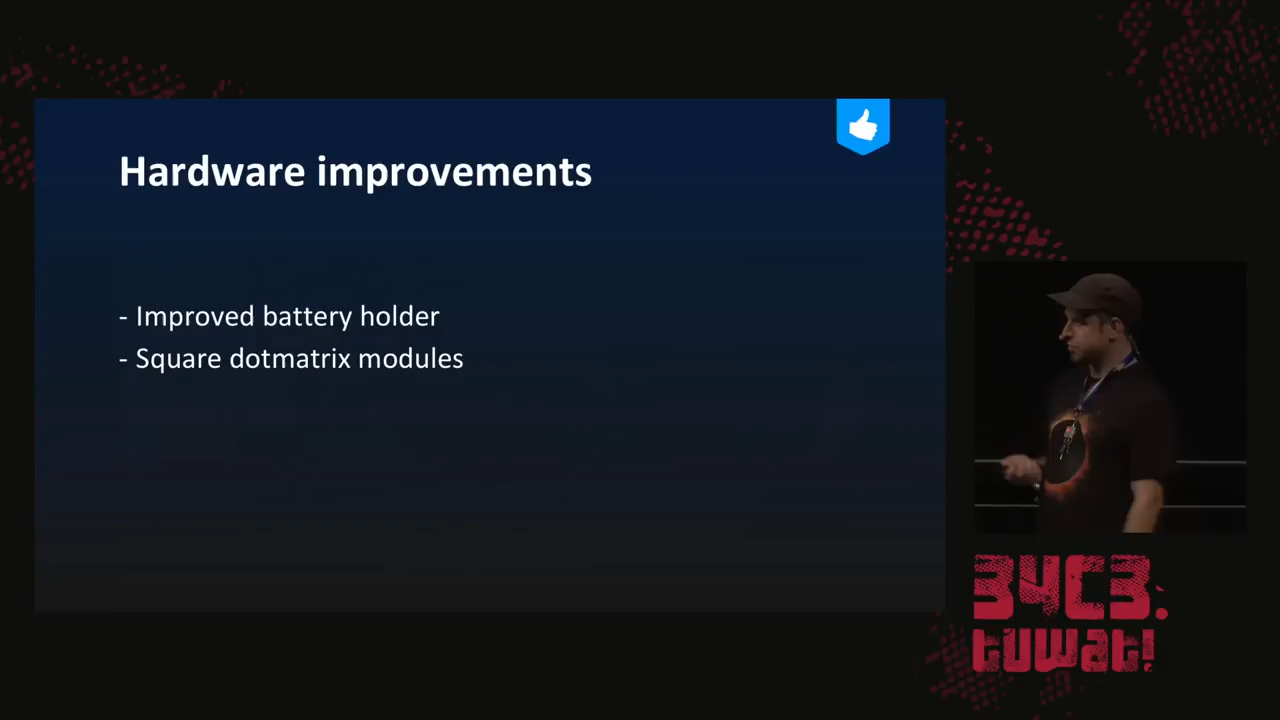 Hardware improvements
- Improved battery holder
- Square dotmatrix modules
34C3.
tuwat!